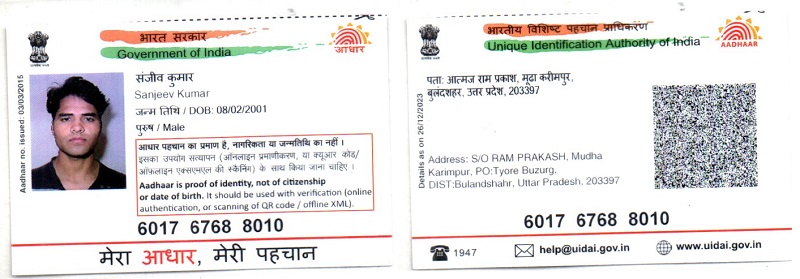 भारत सरकार
Government of India
आधार
Aadhaar no. issued: 03/03/2015
संजीव कुमार
Sanjeev Kumar
जन्म तिथि / DOB: 08/02/2001
पुरुष / Male
आधार पहचान का प्रमाण है, नागरिकता या जन्मतिथि का नहीं ।
इसका उपयोग सत्यापन (ऑनलाइन प्रमाणीकरण, या क्यूआर कोड/
ऑफलाइन एक्सएमएल की स्कैनिंग) के साथ किया जाना चाहिए ।
Aadhaar is proof of identity, not of citizenship
or date of birth. It should be used with verification (online
authentication, or scanning of QR code / offline XML).
6017 6768 8010
मेरा आधार, मेरी पहचान
भारतीय विशिष्ट पहचान प्राधिकरण
Unique Identification Authority of India
AADHAAR
Details as on 26/12/2023
पता: आत्मज राम प्रकाश, मूढा करीमपुर,
बुलंदशहर, उत्तर प्रदेश, 203397
Address: S/O RAM PRAKASH, Mudha
Karimpur, PO:Tyore Buzurg,
DIST:Bulandshahr, Uttar Pradesh. 203397
6017 6768 8010
1947
help@uidai.gov.in
www.uidai.gov.in